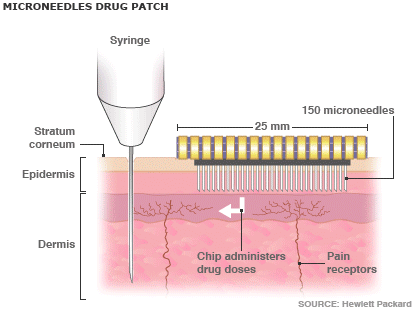 MICRONEEDLES DRUG PATCH
Syringe
150 microneedles
25 mm
Stratum
corneum
Epidermis
Dermis
Chip administers
drug doses
Pain
receptors
SOURCE: Hewlett Packard